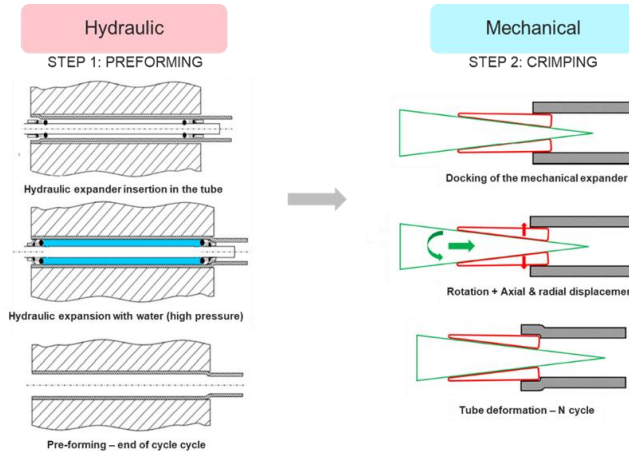 Hydraulic
STEP 1: PREFORMING
Hydraulic expander insertion in the tube
Hydraulic expansion with water (high pressure)
Pre-forming – end of cycle cycle
Mechanical
STEP 2: CRIMPING
Docking of the mechanical expander
Rotation + Axial & radial displacemen
Tube deformation – N cycle